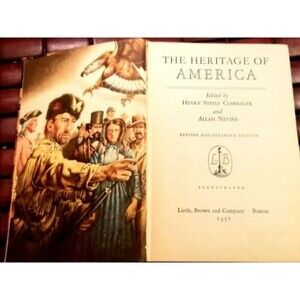 THE HERITAGE OF
AMERICA
Edited by
HENRY STEELE COMMAGER
and
ALLAN NEVINS
REVISED AND ENLARGED EDITION
L B
ILLUSTRATED
Little, Brown and Company · Boston
1951